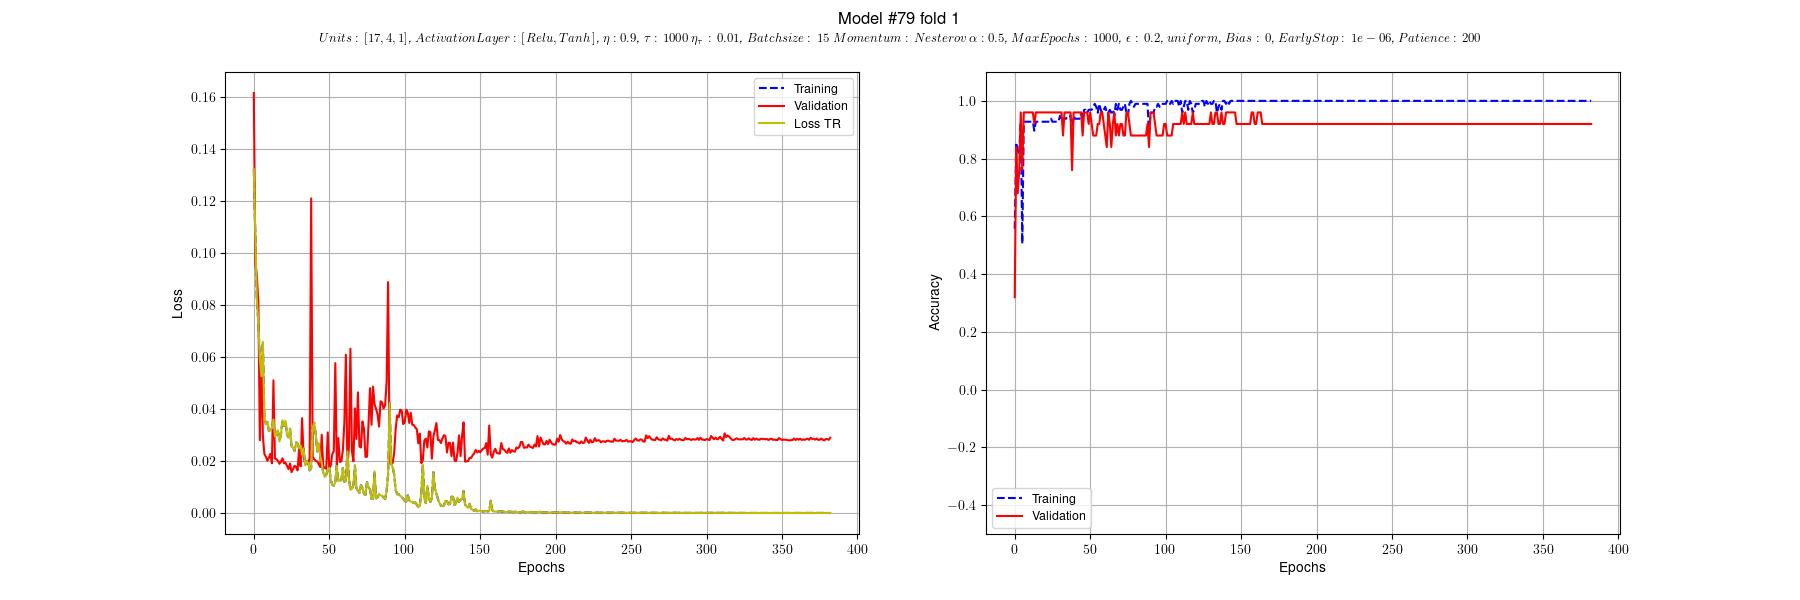 Model #79 fold 1
Units : [17, 4, 1], ActivationLayer : [Relu, Tanh], η : 0.9, τ : 1000 ητ : 0.01, Batchsize : 15 Momentum : Nesterov α : 0.5, MaxEpochs : 1000, ϵ : 0.2, uniform, Bias : 0, EarlyStop : 1e − 06, Patience : 200
Training
Validation
Loss TR
0.16
0.14
0.12
0.10
0.08
0.06
0.04
0.02
0.00
Loss
0 50 100 150 200 250 300 350 400
Epochs
1.0
0.8
0.6
0.4
0.2
0.0
−0.2
−0.4
Accuracy
Training
Validation
0 50 100 150 200 250 300 350 400
Epochs